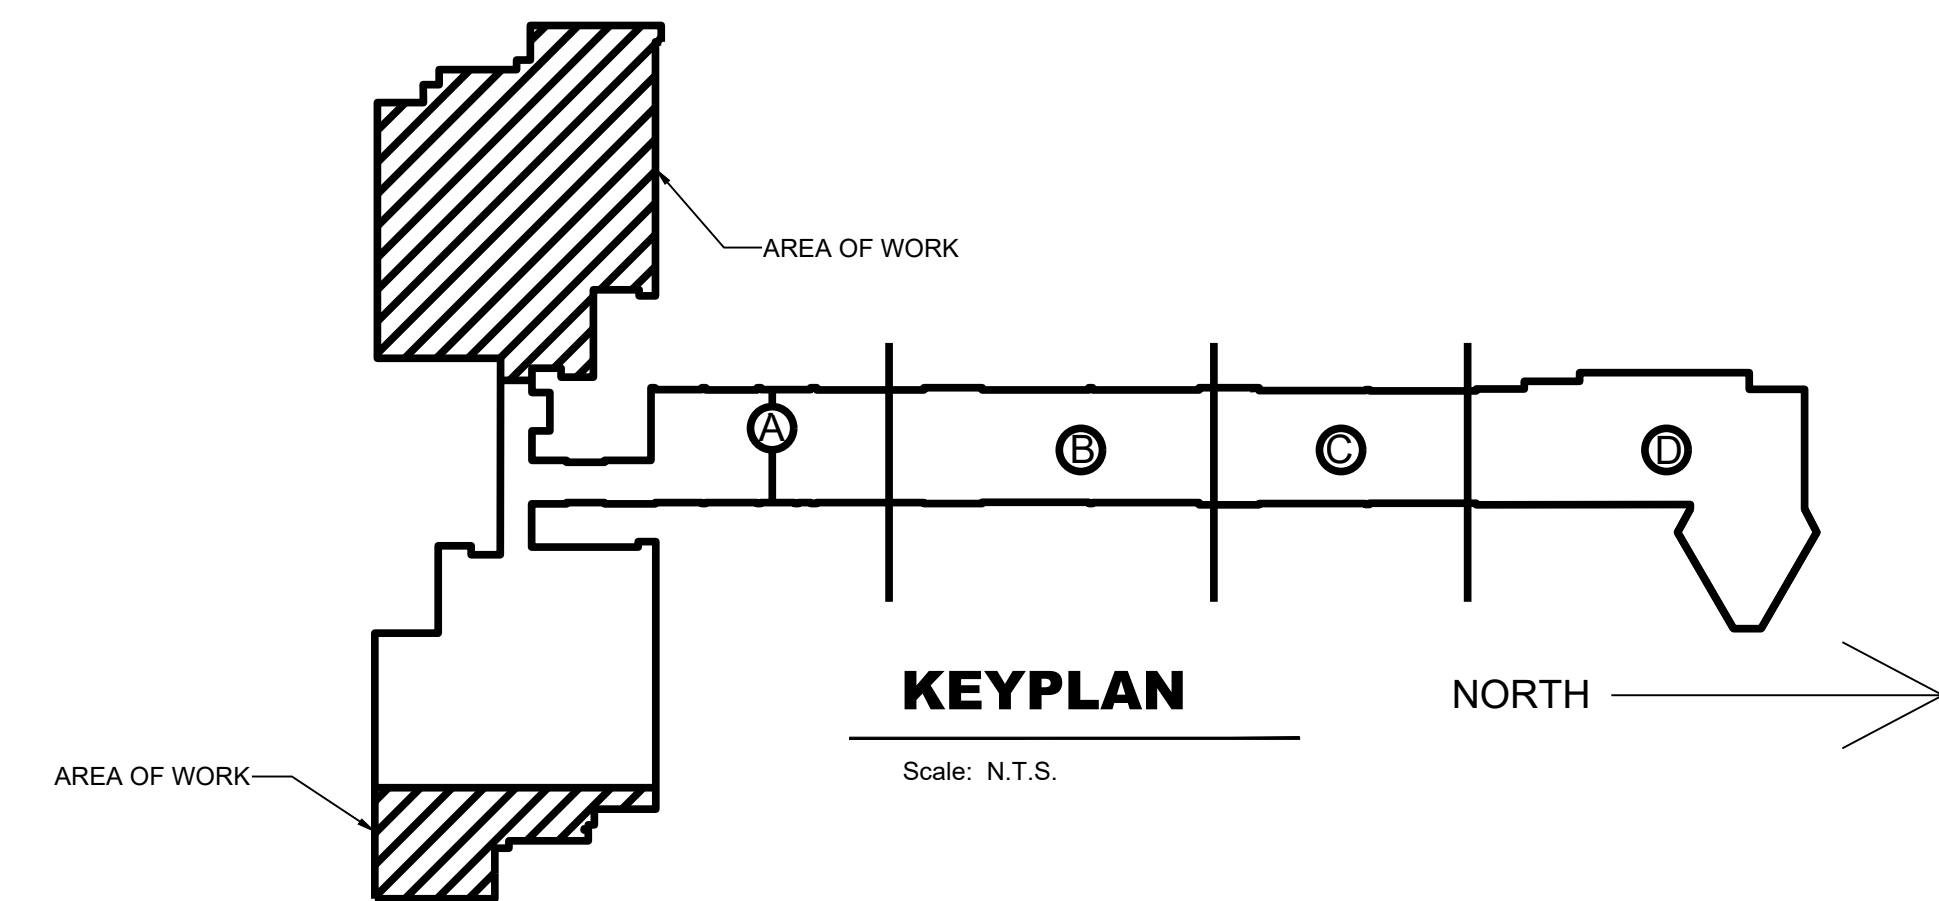 AREA OF WORK
A
B
C
D
KEYPLAN
NORTH
Scale: N.T.S.
AREA OF WORK